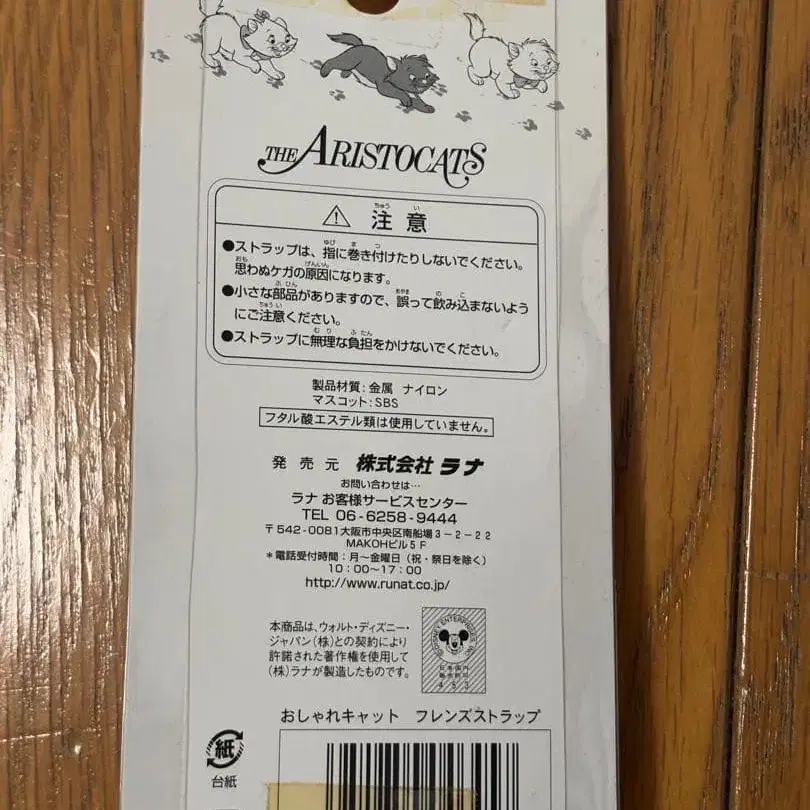 THE ARISTOCATS
注意
●ストラップは、指に巻き付けたりしないでください。
思わぬケガの原因になります。
●小さな部品がありますので、誤って飲み込まないよう
にご注意ください。
●ストラップに無理な負担をかけないでください。
製品材質:金属 ナイロン
マスコット:SBS
フタル酸エステル類は使用していません。
発売元 株式会社 ラナ
お問い合わせは…
ラナ お客様サービスセンター
TEL 06-6258-9444
〒542-0081大阪市中央区南船場3-2-22
MAKOHビル5F
*電話受付時間:月〜金曜日(祝・祭日を除く)
10:00〜17:00
http://www.runat.co.jp/
本商品は、ウォルト・ディズニー・
ジャパン(株)との契約により
許諾された著作権を使用して
(株)ラナが製造したものです。
おしゃれキャット フレンズストラップ
紙
台紙